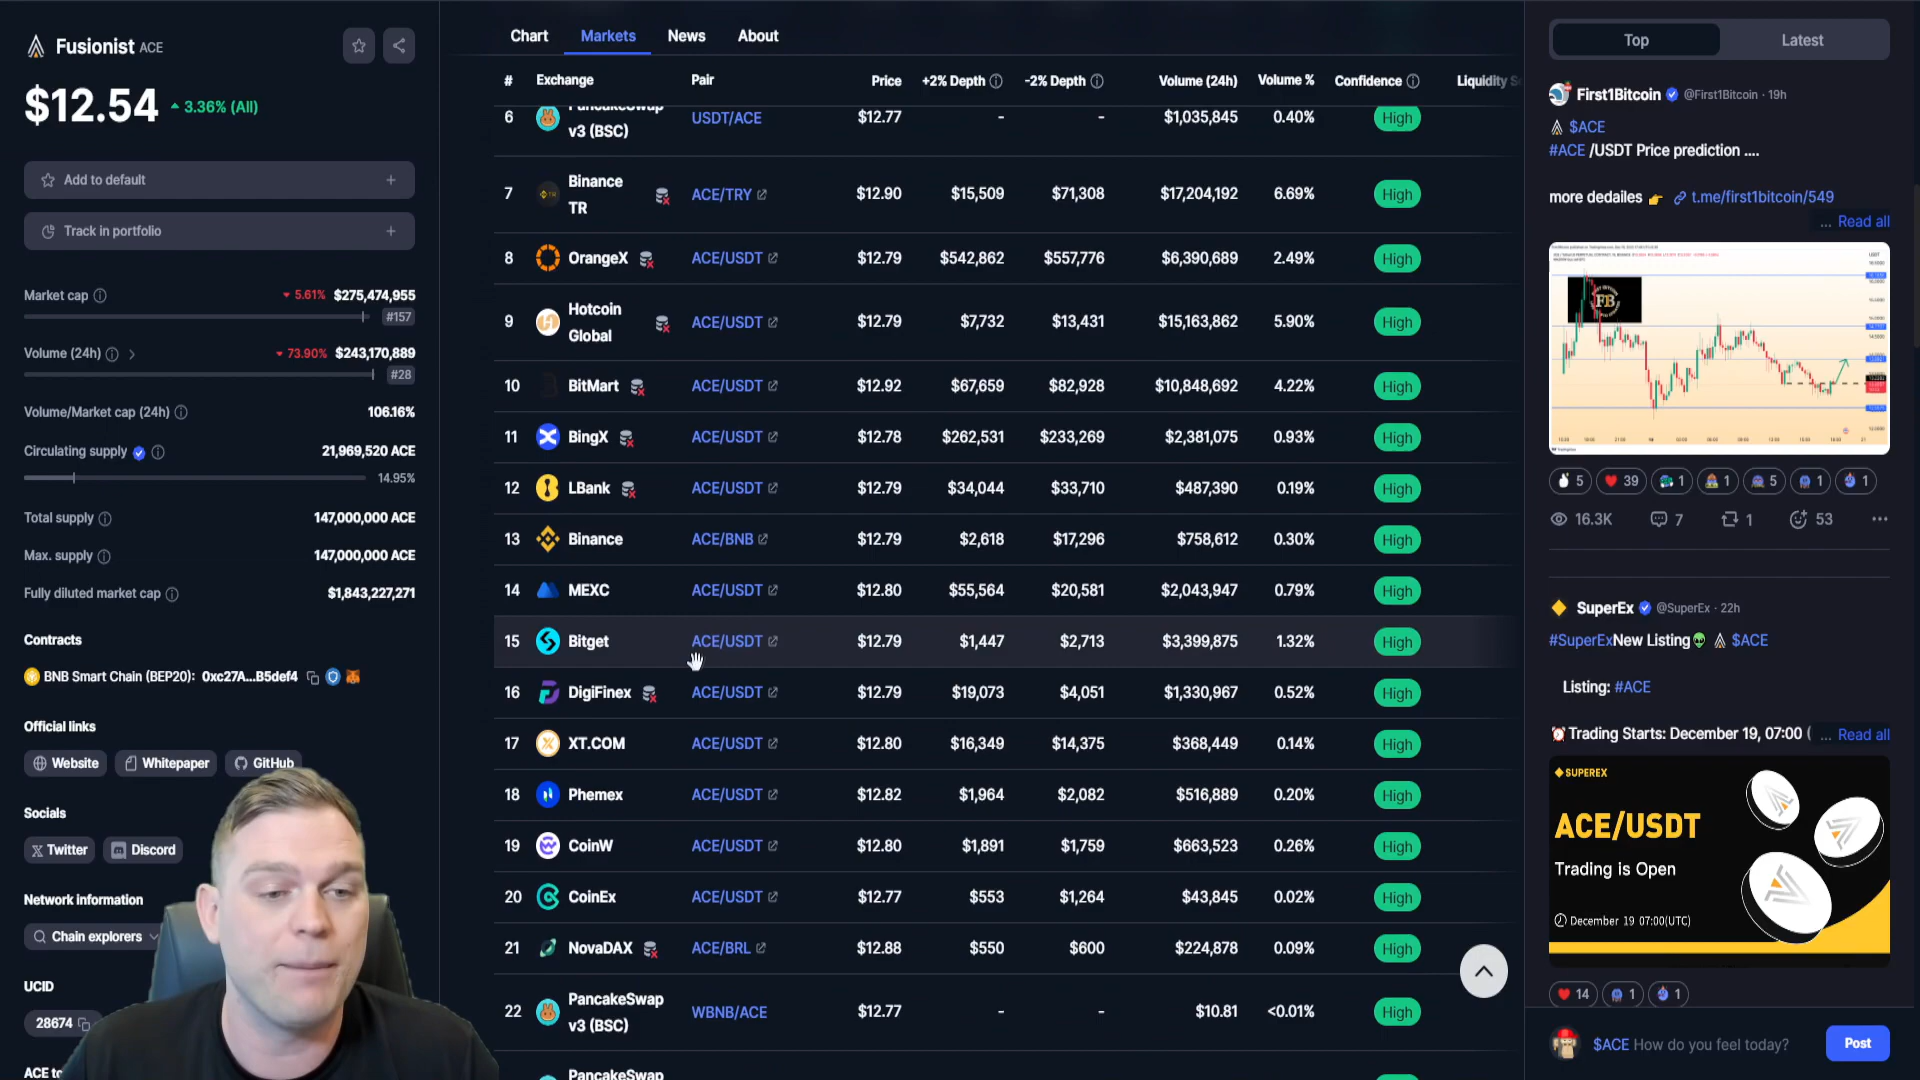 Fusionist ACE
$12.54 3.36% (All)
Add to default +
Track in portfolio +
Market cap 5.61% $275,474,955
#157
Volume (24h) 73.90% $243,170,889
#28
Volume/Market cap (24h) 106.16%
Circulating supply 21,969,520 ACE
14.95%
Total supply 147,000,000 ACE
Max. supply 147,000,000 ACE
Fully diluted market cap $1,843,227,271
Contracts
BNB Smart Chain (BEP20): 0xc27A...B5def4
Official links
Website Whitepaper GitHub
Socials
Twitter Discord
Network information
Chain explorers
UCID
28674
ACE to
Chart Markets News About
# Exchange Pair Price +2% Depth -2% Depth Volume (24h) Volume % Confidence Liquidity S
6 PancakeSwap v3 (BSC) USDT/ACE $12.77 - - $1,035,845 0.40% High
7 Binance TR ACE/TRY $12.90 $15,509 $71,308 $17,204,192 6.69% High
8 OrangeX ACE/USDT $12.79 $542,862 $557,776 $6,390,689 2.49% High
9 Hotcoin Global ACE/USDT $12.79 $7,732 $13,431 $15,163,862 5.90% High
10 BitMart ACE/USDT $12.92 $67,659 $82,928 $10,848,692 4.22% High
11 BingX ACE/USDT $12.78 $262,531 $233,269 $2,381,075 0.93% High
12 LBank ACE/USDT $12.79 $34,044 $33,710 $487,390 0.19% High
13 Binance ACE/BNB $12.79 $2,618 $17,296 $758,612 0.30% High
14 MEXC ACE/USDT $12.80 $55,564 $20,581 $2,043,947 0.79% High
15 Bitget ACE/USDT $12.79 $1,447 $2,713 $3,399,875 1.32% High
16 DigiFinex ACE/USDT $12.79 $19,073 $4,051 $1,330,967 0.52% High
17 XT.COM ACE/USDT $12.80 $16,349 $14,375 $368,449 0.14% High
18 Phemex ACE/USDT $12.82 $1,964 $2,082 $516,889 0.20% High
19 CoinW ACE/USDT $12.80 $1,891 $1,759 $663,523 0.26% High
20 CoinEx ACE/USDT $12.77 $553 $1,264 $43,845 0.02% High
21 NovaDAX ACE/BRL $12.88 $550 $600 $224,878 0.09% High
22 PancakeSwap v3 (BSC) WBNB/ACE $12.77 - - $10.81 <0.01% High
PancakeSwap
Top Latest
First1Bitcoin @First1Bitcoin · 19h
$ACE
#ACE /USDT Price prediction ....
more dedailes t.me/first1bitcoin/549
... Read all
FB
5 39 1 1 5 1 1
16.3K 7 1 53 ...
SuperEx @SuperEx · 22h
#SuperExNew Listing $ACE
Listing: #ACE
Trading Starts: December 19, 07:00 ( ... Read all
SUPEREX
ACE/USDT
Trading is Open
December 19 07:00(UTC)
14 1 1
$ACE How do you feel today? Post